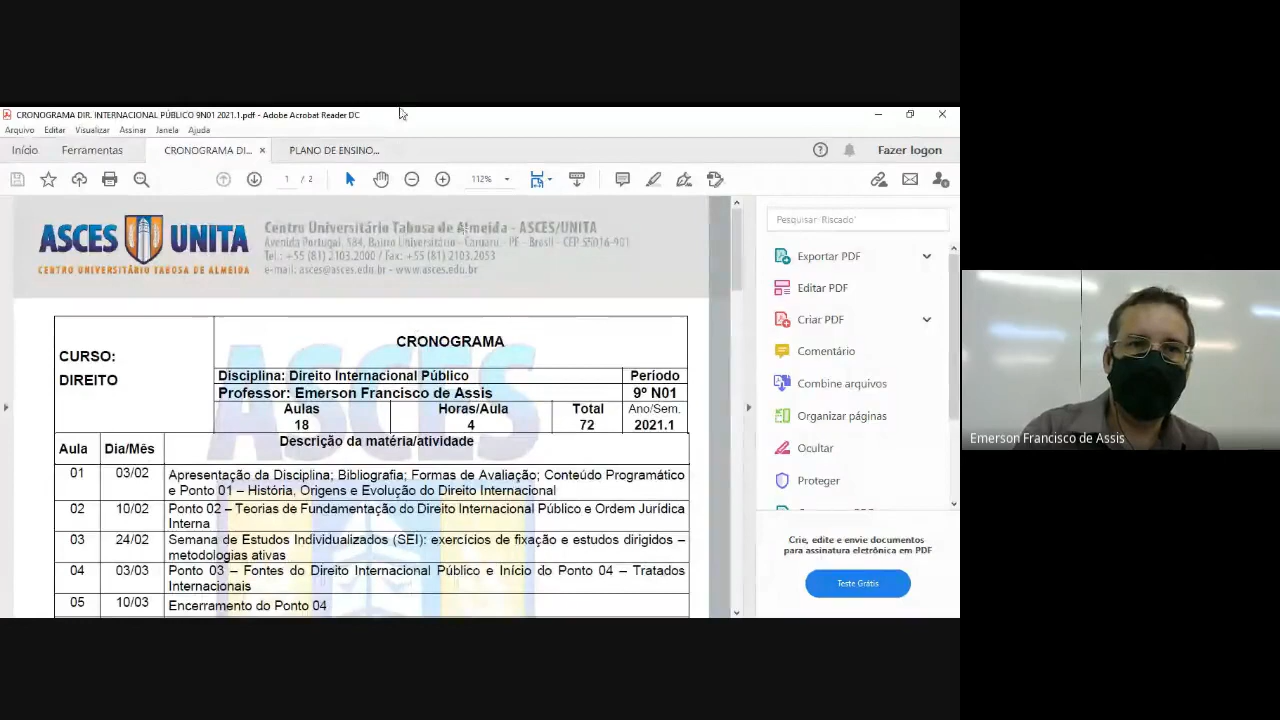 CRONOGRAMA DIR. INTERNACIONAL PÚBLICO 9N01 2021.1.pdf - Adobe Acrobat Reader DC
Arquivo Editar Visualizar Assinar Janela Ajuda
Início Ferramentas CRONOGRAMA DI... × PLANO DE ENSINO... Fazer logon
1 / 2 112%
ASCES UNITA
CENTRO UNIVERSITÁRIO TABOSA DE ALMEIDA
Centro Universitário Tabosa de Almeida - ASCES/UNITA
Avenida Portugal, 584, Bairro Universitário - Caruaru - PE - Brasil - CEP 55016-901
Tel.: +55 (81) 2103.2000 / Fax: +55 (81) 2103.2053
e-mail: asces@asces.edu.br - www.asces.edu.br
CURSO:
DIREITO
CRONOGRAMA
Disciplina: Direito Internacional Público Período
Professor: Emerson Francisco de Assis 9º N01
Aulas Horas/Aula Total Ano/Sem.
18 4 72 2021.1
Aula Dia/Mês Descrição da matéria/atividade
01 03/02 Apresentação da Disciplina; Bibliografia; Formas de Avaliação; Conteúdo Programático
e Ponto 01 – História, Origens e Evolução do Direito Internacional
02 10/02 Ponto 02 – Teorias de Fundamentação do Direito Internacional Público e Ordem Jurídica
Interna
03 24/02 Semana de Estudos Individualizados (SEI): exercícios de fixação e estudos dirigidos –
metodologias ativas
04 03/03 Ponto 03 – Fontes do Direito Internacional Público e Início do Ponto 04 – Tratados
Internacionais
05 10/03 Encerramento do Ponto 04
ASCES
Pesquisar 'Riscado'
Exportar PDF
Editar PDF
Criar PDF
Comentário
Combine arquivos
Organizar páginas
Ocultar
Proteger
Crie, edite e envie documentos
para assinatura eletrônica em PDF
Teste Grátis
Emerson Francisco de Assis